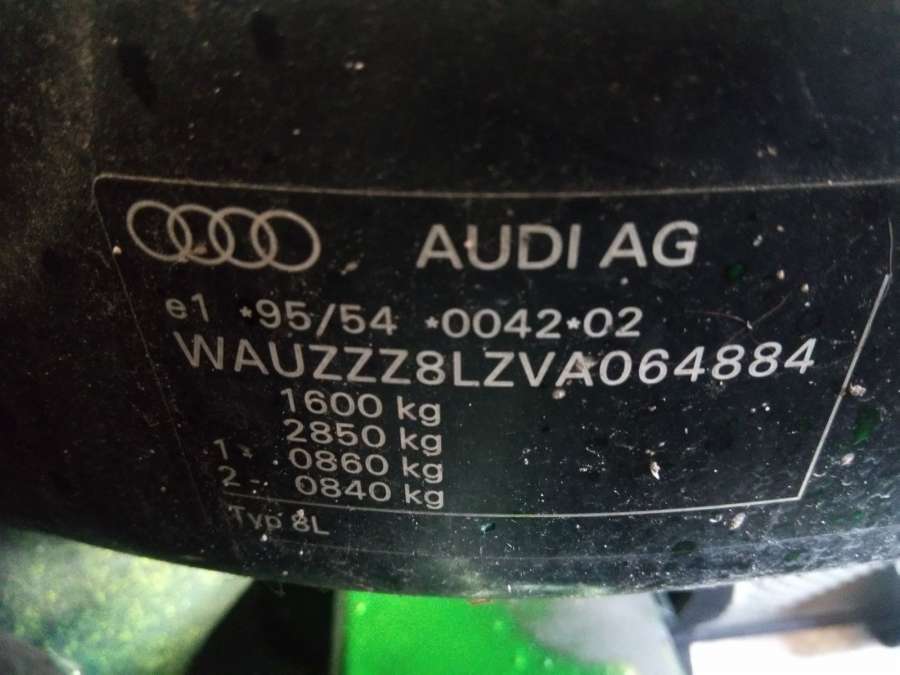 AUDI AG
e1 *95/54 *0042*02
WAUZZZ8LZVA064884
1600 kg
2850 kg
1- 0860 kg
2- 0840 kg
Typ 8L